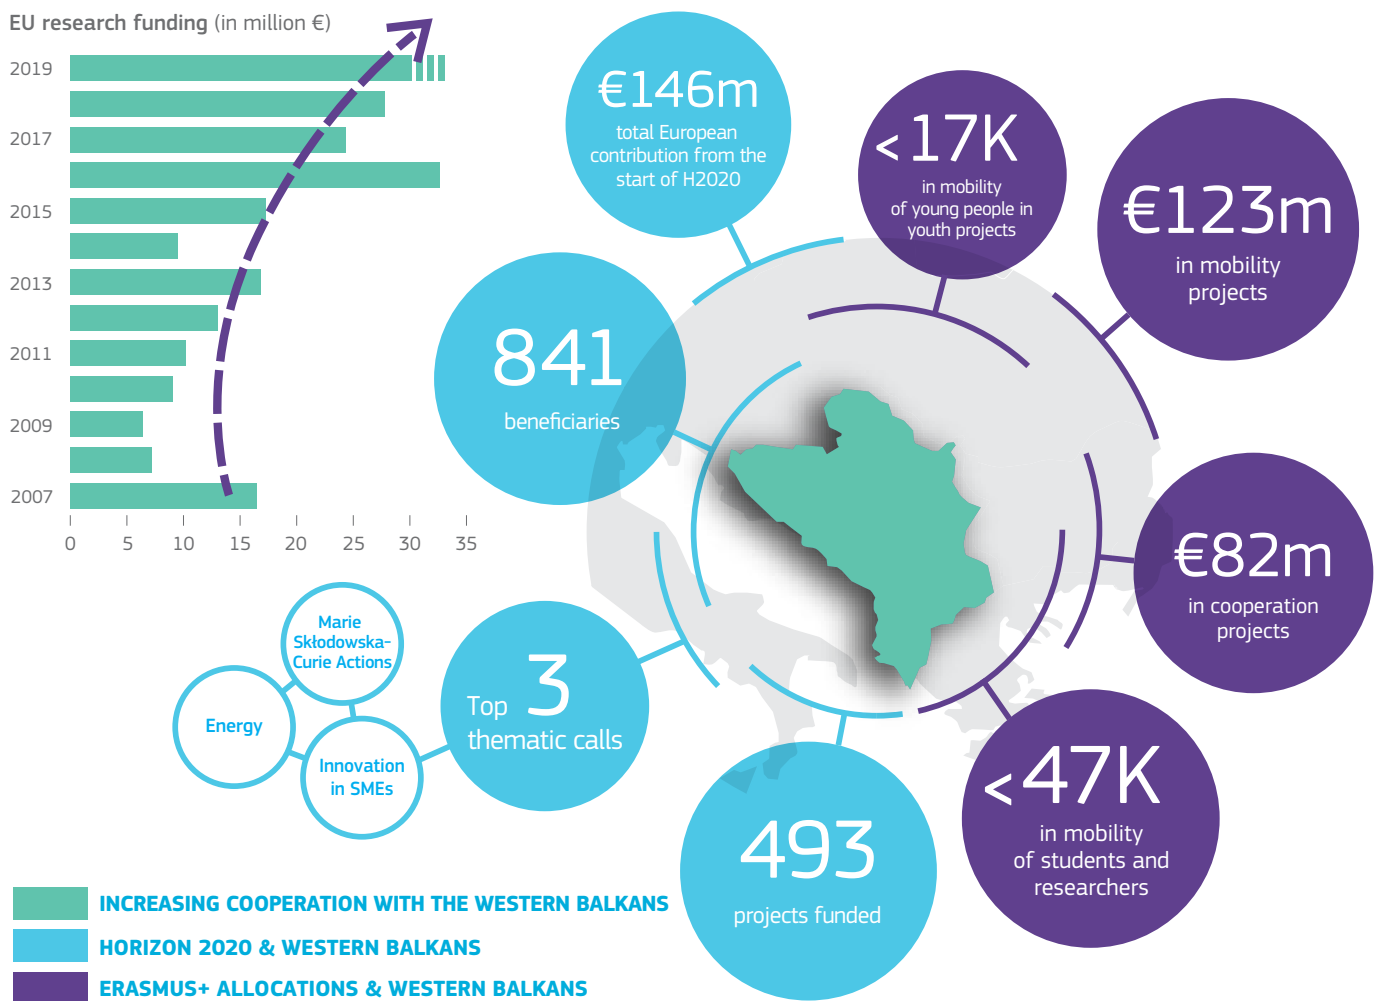 EU research funding (in million €)
2019
2017
2015
2013
2011
2009
2007
0 5 10 15 20 25 30 35
€146m
total European
contribution from the
start of H2020
<17K
in mobility
of young people in
youth projects
€123m
in mobility
projects
841
beneficiaries
€82m
in cooperation
projects
Marie
Skłodowska-
Curie Actions
Energy
Innovation
in SMEs
Top 3
thematic calls
<47K
in mobility
of students and
researchers
493
projects funded
INCREASING COOPERATION WITH THE WESTERN BALKANS
HORIZON 2020 & WESTERN BALKANS
ERASMUS+ ALLOCATIONS & WESTERN BALKANS